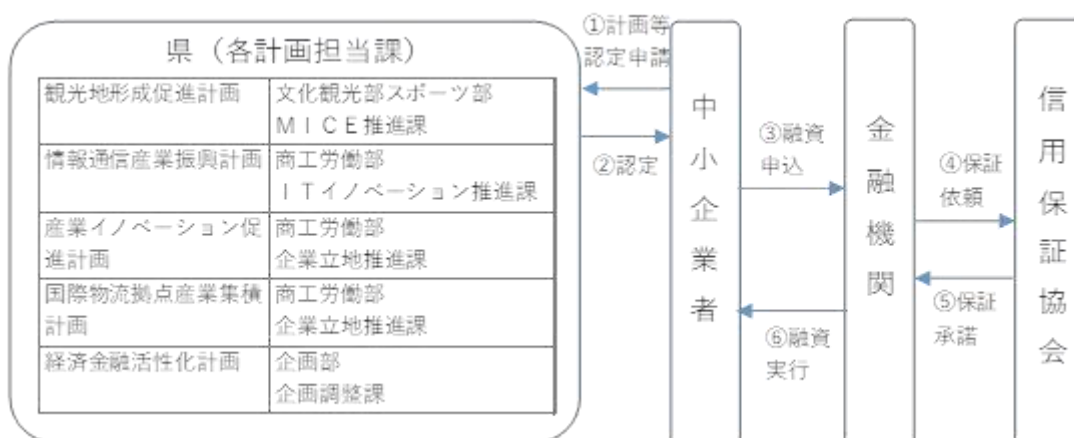 県（各計画担当課）
観光地形成促進計画
文化観光部スポーツ部
ＭＩＣＥ推進課
情報通信産業振興計画
商工労働部
ＩＴイノベーション推進課
産業イノベーション促
進計画
商工労働部
企業立地推進課
国際物流拠点産業集積
計画
商工労働部
企業立地推進課
経済金融活性化計画
企画部
企画調整課
①計画等
認定申請
②認定
中小企業者
③融資
申込
⑥融資
実行
金融機関
④保証
依頼
⑤保証
承諾
信用保証協会